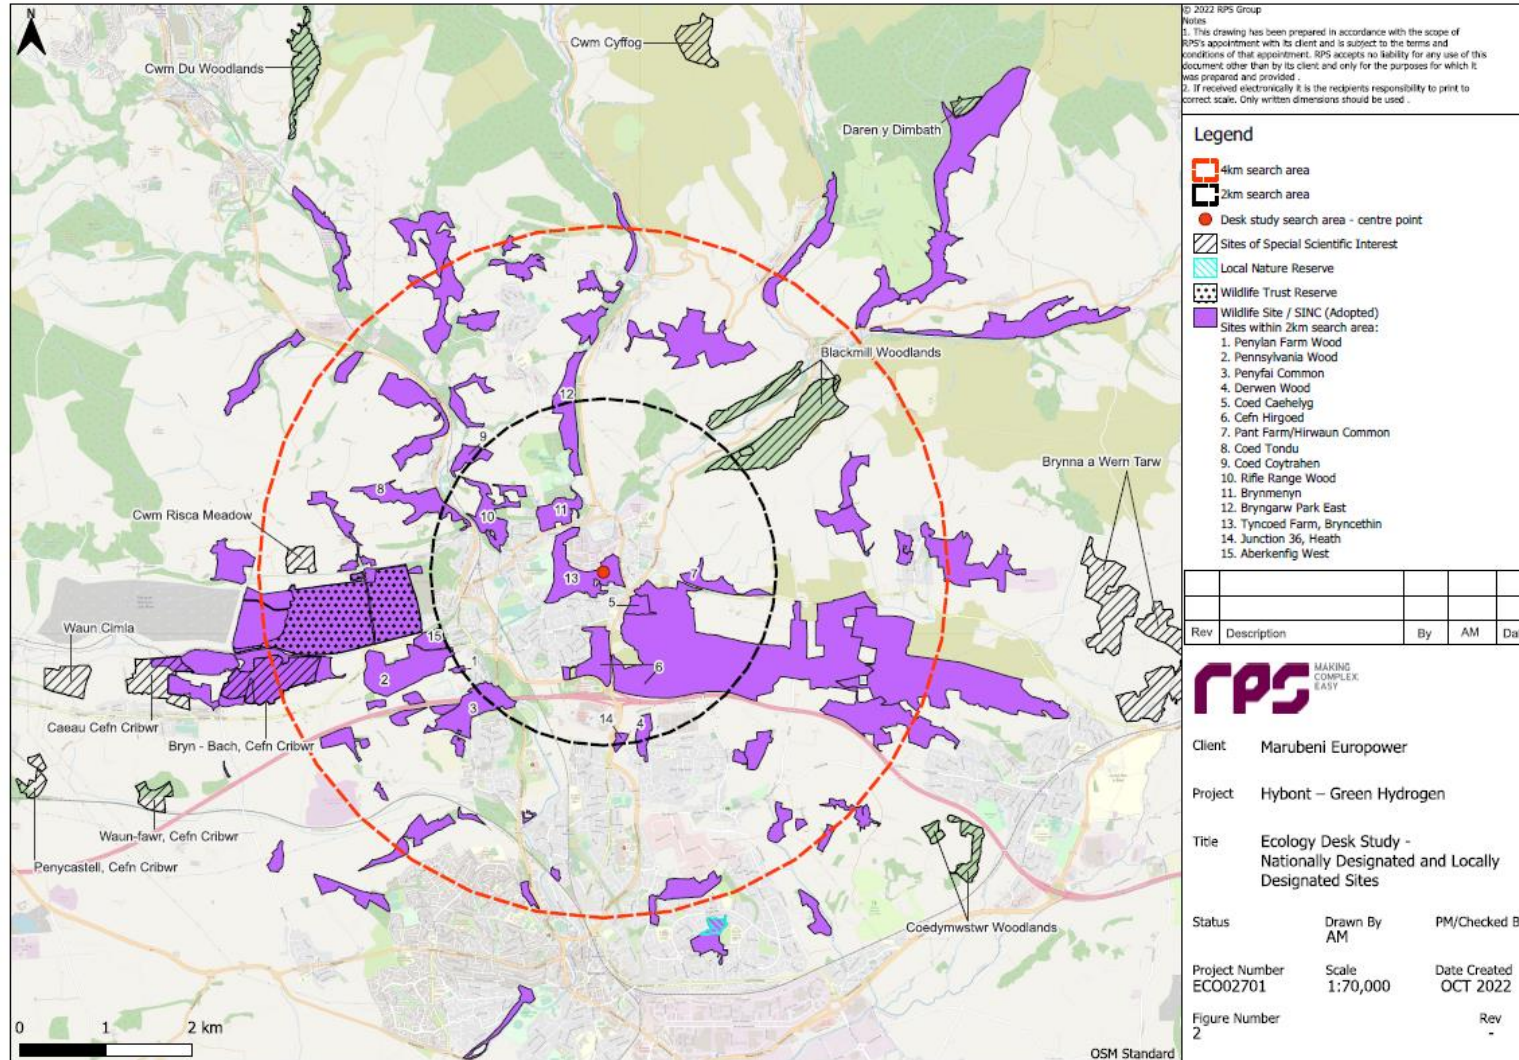 N
Cwm Du Woodlands
Cwm Cyffog
Daren y Dimbath
Blackmill Woodlands
Brynna a Wern Tarw
Cwm Risca Meadow
Waun Cimla
Caeau Cefn Cribwr
Bryn - Bach, Cefn Cribwr
Waun-fawr, Cefn Cribwr
Penycastell, Cefn Cribwr
Coedymwstwr Woodlands
12
9
8
10
11
13
7
5
15
1
6
2
3
14
4
0 1 2 km
OSM Standard
© 2022 RPS Group
Notes
1. This drawing has been prepared in accordance with the scope of
RPS's appointment with its client and is subject to the terms and
conditions of that appointment. RPS accepts no liability for any use of this
document other than by its client and only for the purposes for which it
was prepared and provided .
2. If received electronically it is the recipients responsibility to print to
correct scale. Only written dimensions should be used .
Legend
4km search area
2km search area
Desk study search area - centre point
Sites of Special Scientific Interest
Local Nature Reserve
Wildlife Trust Reserve
Wildlife Site / SINC (Adopted)
Sites within 2km search area:
1. Penylan Farm Wood
2. Pennsylvania Wood
3. Penyfai Common
4. Derwen Wood
5. Coed Caehelyg
6. Cefn Hirgoed
7. Pant Farm/Hirwaun Common
8. Coed Tondu
9. Coed Coytrahen
10. Rifle Range Wood
11. Brynmenyn
12. Bryngarw Park East
13. Tyncoed Farm, Bryncethin
14. Junction 36, Heath
15. Aberkenfig West
Rev Description By AM Da
rps MAKING
COMPLEX
EASY
Client Marubeni Europower
Project Hybont – Green Hydrogen
Title Ecology Desk Study -
Nationally Designated and Locally
Designated Sites
Status Drawn By PM/Checked B
AM
Project Number Scale Date Created
ECO02701 1:70,000 OCT 2022
Figure Number Rev
2 -